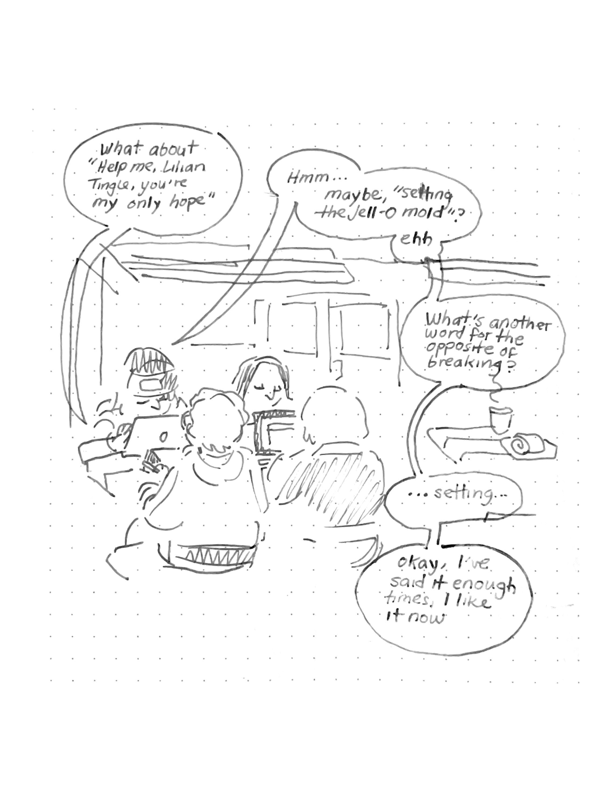 What about
"Help me, Lilian
Tingle, you're
my only hope"
Hmm...
maybe, "setting
the Jell-O mold"?
ehh
What's another
word for the
opposite of
breaking?
...setting...
okay, I've
said it enough
times, I like
it now